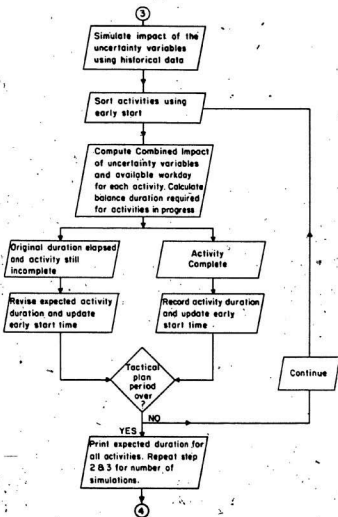 3
Simulate impact of the
uncertainty variables
using historical data
Sort activities using
early start
Compute Combined Impact
of uncertainty variables
and available workday
for each activity. Calculate
balance duration required
for activities in progress
Original duration elapsed
and activity still
incomplete
Activity
Complete
Revise expected activity
duration and update
early start time
Record activity duration
and update early
start time
Tactical
plan
period
over
?
Continue
NO
YES
Print expected duration for
all activities. Repeat step
2 & 3 for number of
simulations.
4